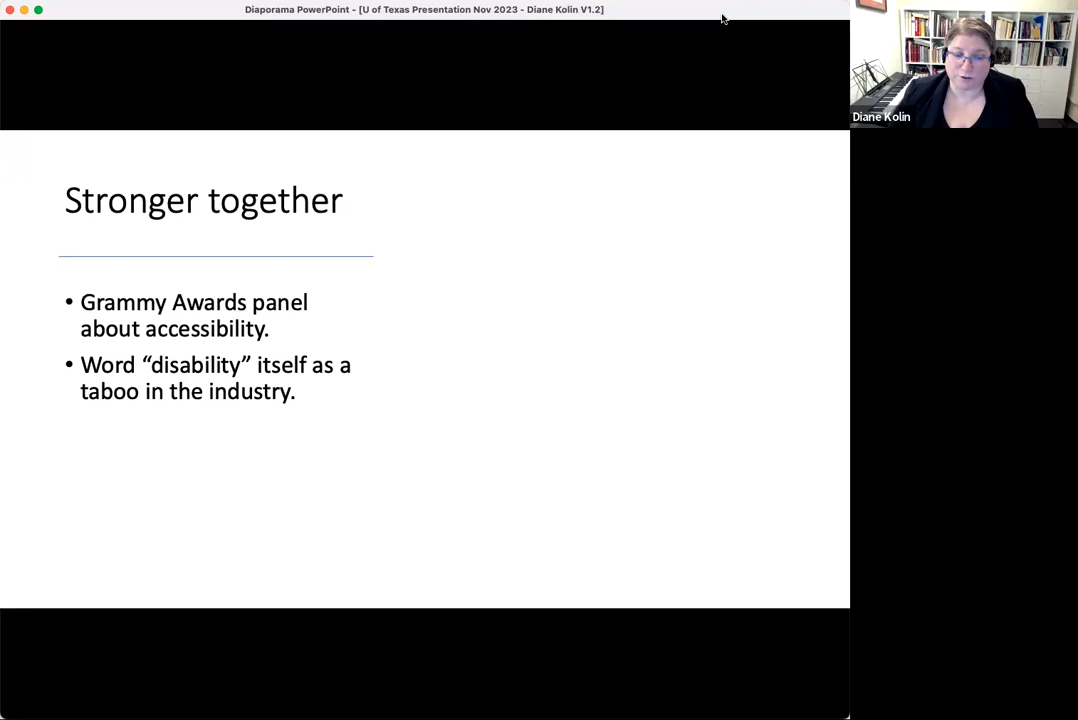 Diaporama PowerPoint - [U of Texas Presentation Nov 2023 - Diane Kolin V1.2]
Diane Kolin
Stronger together
• Grammy Awards panel
about accessibility.
• Word “disability” itself as a
taboo in the industry.